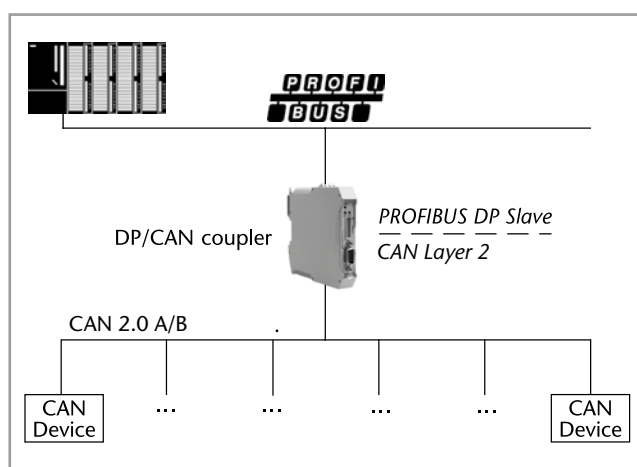 PROFI
BUS
DP/CAN coupler
PROFIBUS DP Slave
CAN Layer 2
CAN 2.0 A/B
.
CAN
Device
...
...
...
...
CAN
Device